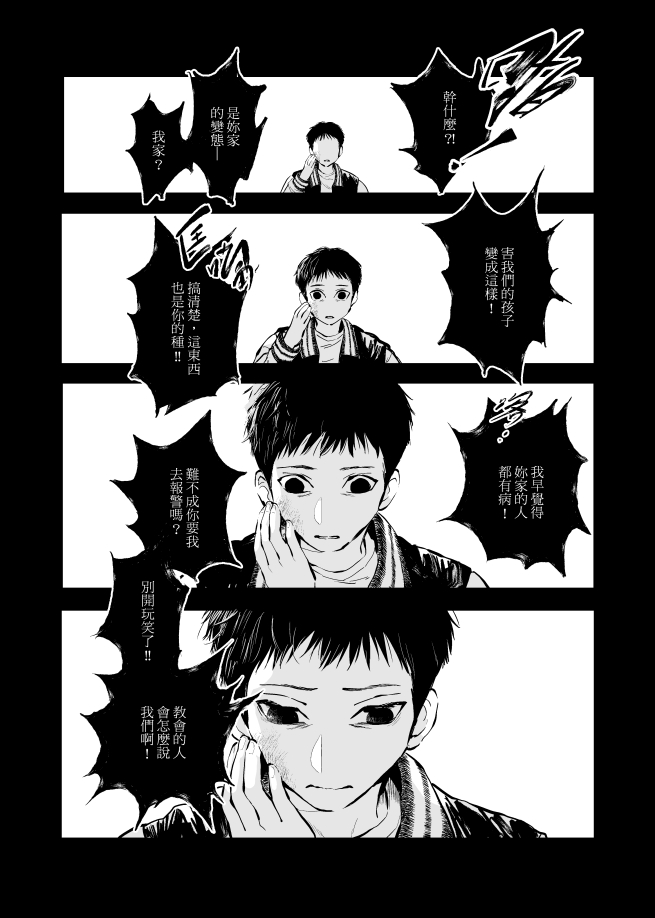 幹什麼?!
是妳家
的變態—
我家？
害我們的孩子
變成這樣！
匡
搞清楚，這東西
也是你的種!!
我早覺得
妳家的人
都有病！
難不成你要我
去報警嗎？
別開玩笑了!!
教會的人
會怎麼說
我們啊！